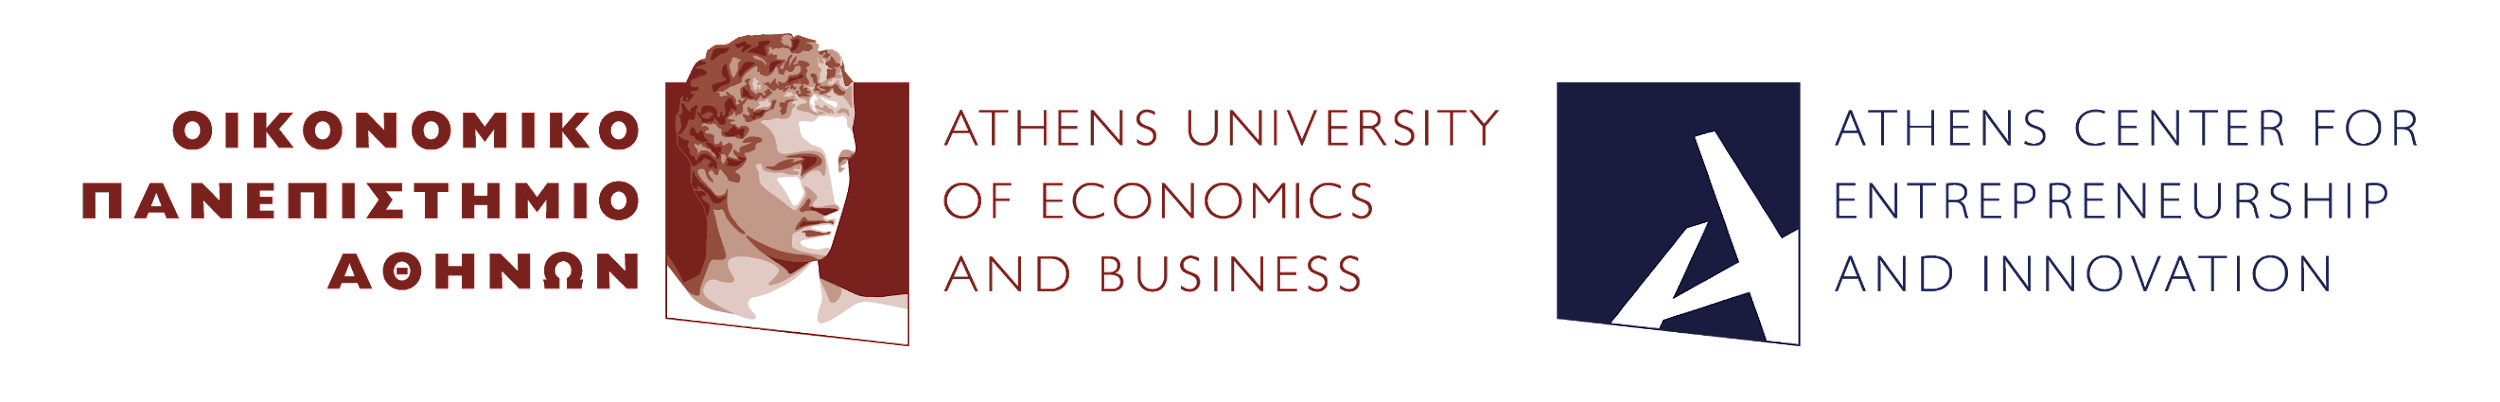 ΟΙΚΟΝΟΜΙΚΟ
ΠΑΝΕΠΙΣΤΗΜΙΟ
ΑΘΗΝΩΝ
ATHENS UNIVERSITY
OF ECONOMICS
AND BUSINESS
ATHENS CENTER FOR
ENTREPRENEURSHIP
AND INNOVATION